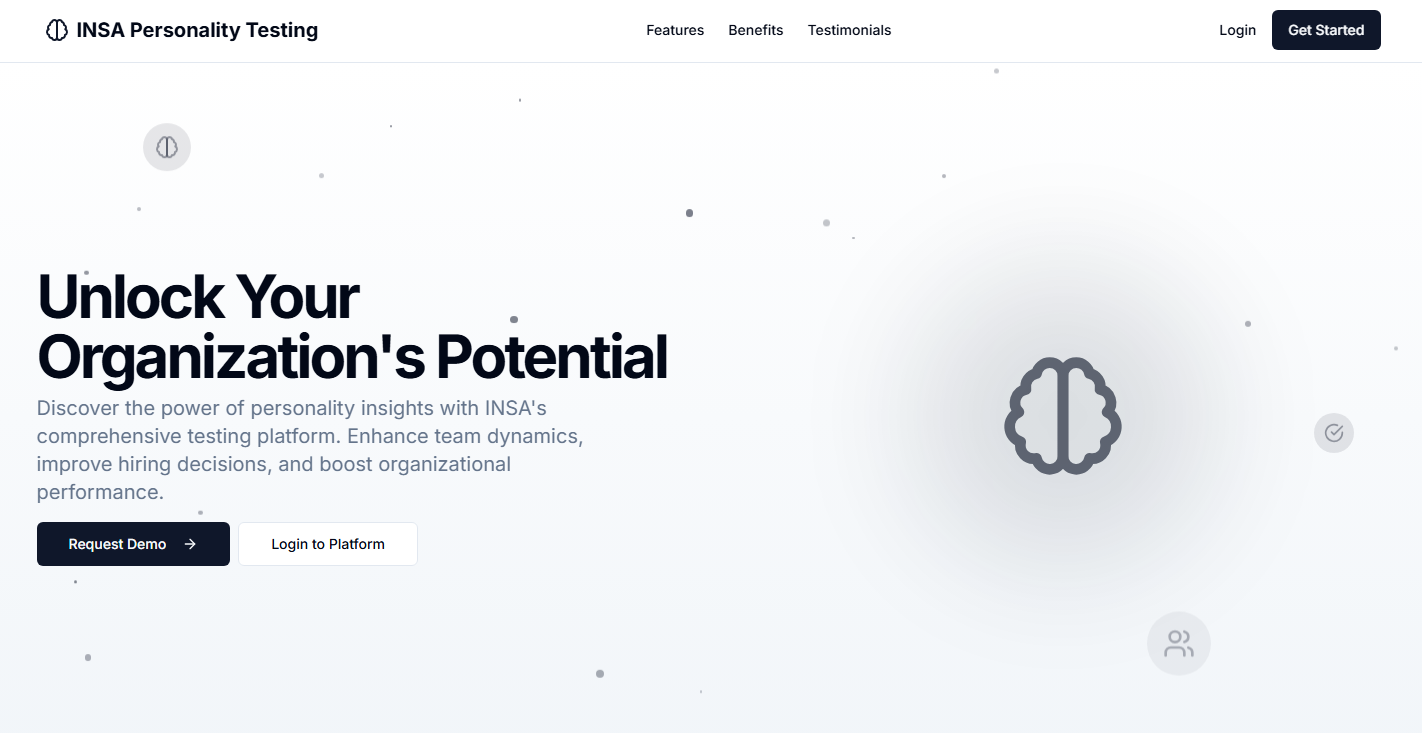 INSA Personality Testing
Features
Benefits
Testimonials
Login
Get Started
Unlock Your
Organization's Potential
Discover the power of personality insights with INSA's
comprehensive testing platform. Enhance team dynamics,
improve hiring decisions, and boost organizational
performance.
Request Demo
Login to Platform